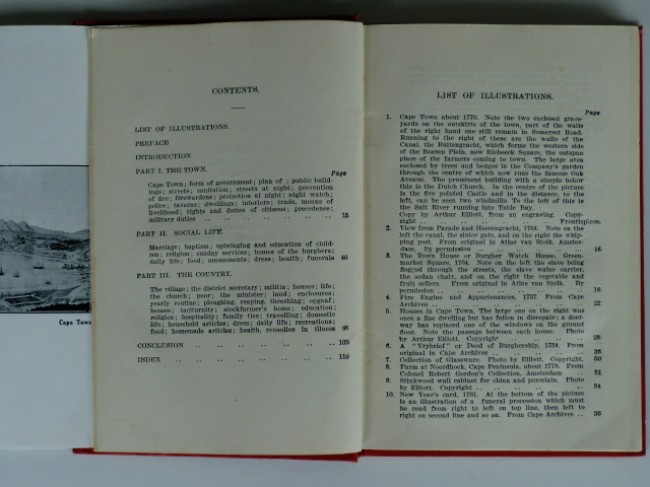 Cape Town
CONTENTS.
LIST OF ILLUSTRATIONS.
PREFACE
INTRODUCTION
PART I. THE TOWN.
Page
Cape Town; form of government; plan of ; public build-
ings; streets; sanitation; streets at night; prevention
of fire; firewardens; protection at night; night watch;
police; taverns; dwellings; interiors; trade, means of
livelihood; rights and duties of citizens; precedence;
military duties .. .. .. .. .. .. .. 15
PART II. SOCIAL LIFE.
Marriage; baptism; upbringing and education of child-
ren; religion; sunday services; homes of the burghers;
daily life; food; amusements; dress; health; funerals 60
PART III. THE COUNTRY.
The village; the district secretary; militia; houses; life;
the church; poor; the minister; land; enclosures;
yearly routine; ploughing, reaping, threshing; opgaf;
houses; taciturnity; stockfarmer's home; education;
religion; hospitality; family ties; travelling; domestic
life; household articles; dress; daily life; recreations;
food; homemade articles; health, remedies in illness 98
CONCLUSION .. .. .. .. .. .. .. .. 109
INDEX .. .. .. .. .. .. .. .. 110
LIST OF ILLUSTRATIONS.
Page
1. Cape Town about 1770. Note the two enclosed grave-
yards on the outskirts of the town, part of the walls
of the right hand one still remain in Somerset Road.
Running to the right of these are the walls of the
Canal, the Buitengracht, which forms the western side
of the Boeren Plein, now Riebeeck Square, the outspan
place of the farmers coming to town. The large area
enclosed by trees and hedges is the Company's garden
through the centre of which now runs the famous Oak
Avenue. The prominent building with a steeple below
this is the Dutch Church. In the centre of the picture
is the five pointed Castle and in the distance, to the
left, can be seen two windmills. To the left of this is
the Salt River running into Table Bay.
Copy by Arthur Elliott, from an engraving. Copy-
right .. .. .. .. Frontispiece.
2. View from Parade and Heerengracht, 1764. Note on the
left the canal, the sluice gate, and on the right the whip-
ping post. From original in Atlas van Stolk, Amster-
dam. By permission .. .. .. .. .. 16
3. The Town House or Burgher Watch House, Green-
market Square, 1764. Note on the left the slave being
flogged through the streets, the slave water carrier,
the sedan chair, and on the right the vegetable and
fruit sellers. From original in Atlas van Stolk. By
permission .. .. .. .. .. .. 18
4. Fire Engine and Appurtenances, 1757. From Cape
Archives .. .. .. .. .. .. 22
5. Houses in Cape Town. The large one on the right was
once a fine dwelling but has fallen in disrepair; a door-
way has replaced one of the windows on the ground
floor. Note the passage between each house. Photo
by Arthur Elliott. Copyright .. .. .. .. 28
6. A "Vrybrief" or Deed of Burghership, 1754. From
original in Cape Archives .. .. .. .. 36
7. Collection of Glassware. Photo by Elliott. Copyright. 50
8. Farm at Noordhoek, Cape Peninsula, about 1778. From
Colonel Robert Gordon's Collection, Amsterdam .. 52
9. Stinkwood wall cabinet for china and porcelain. Photo
by Elliott. Copyright .. .. .. .. .. 54
10. New Year's card, 1761. At the bottom of the picture
is an illustration of a funeral procession which must
be read from right to left on top line, then left to
right on second line and so on. From Cape Archives .. 56